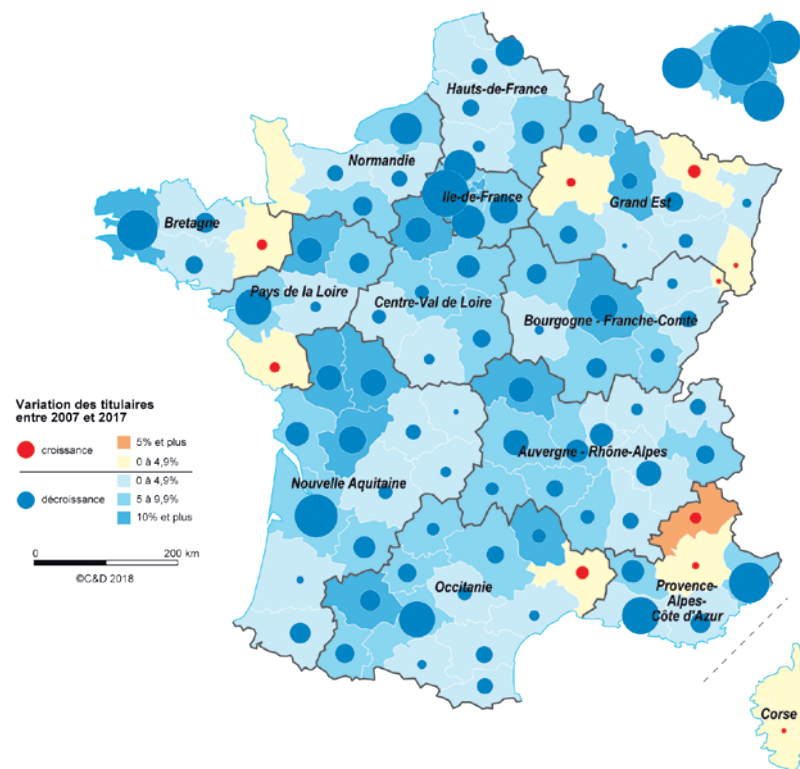 Hauts-de-France
Normandie
Ile-de-France
Grand Est
Bretagne
Pays de la Loire
Centre-Val de Loire
Bourgogne - Franche-Comté
Variation des titulaires
entre 2007 et 2017
croissance
5% et plus
0 à 4,9%
décroissance
0 à 4,9%
5 à 9,9%
10% et plus
0 200 km
©C&D 2018
Auvergne - Rhône-Alpes
Nouvelle Aquitaine
Occitanie
Provence-
Alpes-
Côte d'Azur
Corse